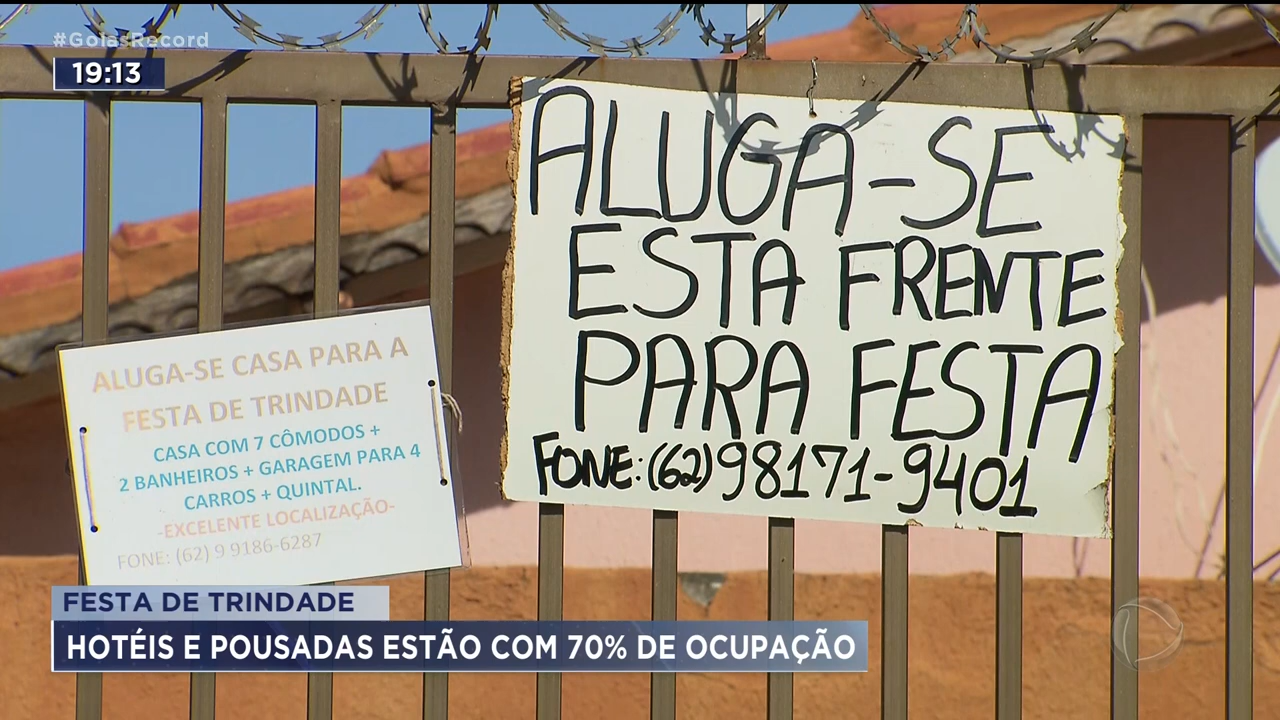 #GoiásRecord
19:13
ALUGA-SE
ESTA FRENTE
PARA FESTA
FONE: (62) 98171-9401
ALUGA-SE CASA PARA A
FESTA DE TRINDADE
CASA COM 7 CÔMODOS +
2 BANHEIROS + GARAGEM PARA 4
CARROS + QUINTAL.
-EXCELENTE LOCALIZAÇÃO-
FONE: (62) 9 9186-6287
FESTA DE TRINDADE
HOTÉIS E POUSADAS ESTÃO COM 70% DE OCUPAÇÃO